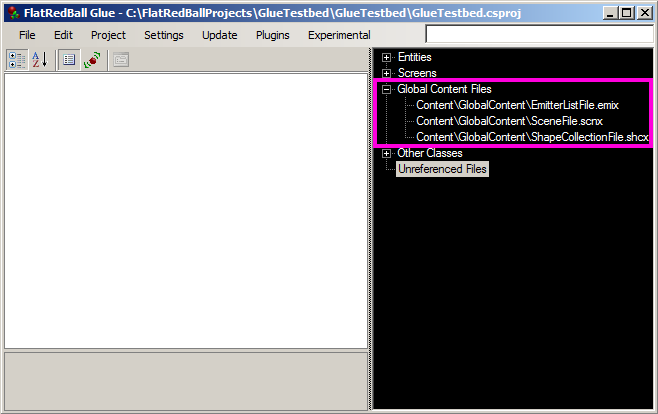 FlatRedBall Glue - C:\FlatRedBallProjects\GlueTestbed\GlueTestbed\GlueTestbed.csproj
File Edit Project Settings Update Plugins Experimental
A
Z
Entities
Screens
Global Content Files
Content\GlobalContent\EmitterListFile.emix
Content\GlobalContent\SceneFile.scnx
Content\GlobalContent\ShapeCollectionFile.shcx
Other Classes
Unreferenced Files